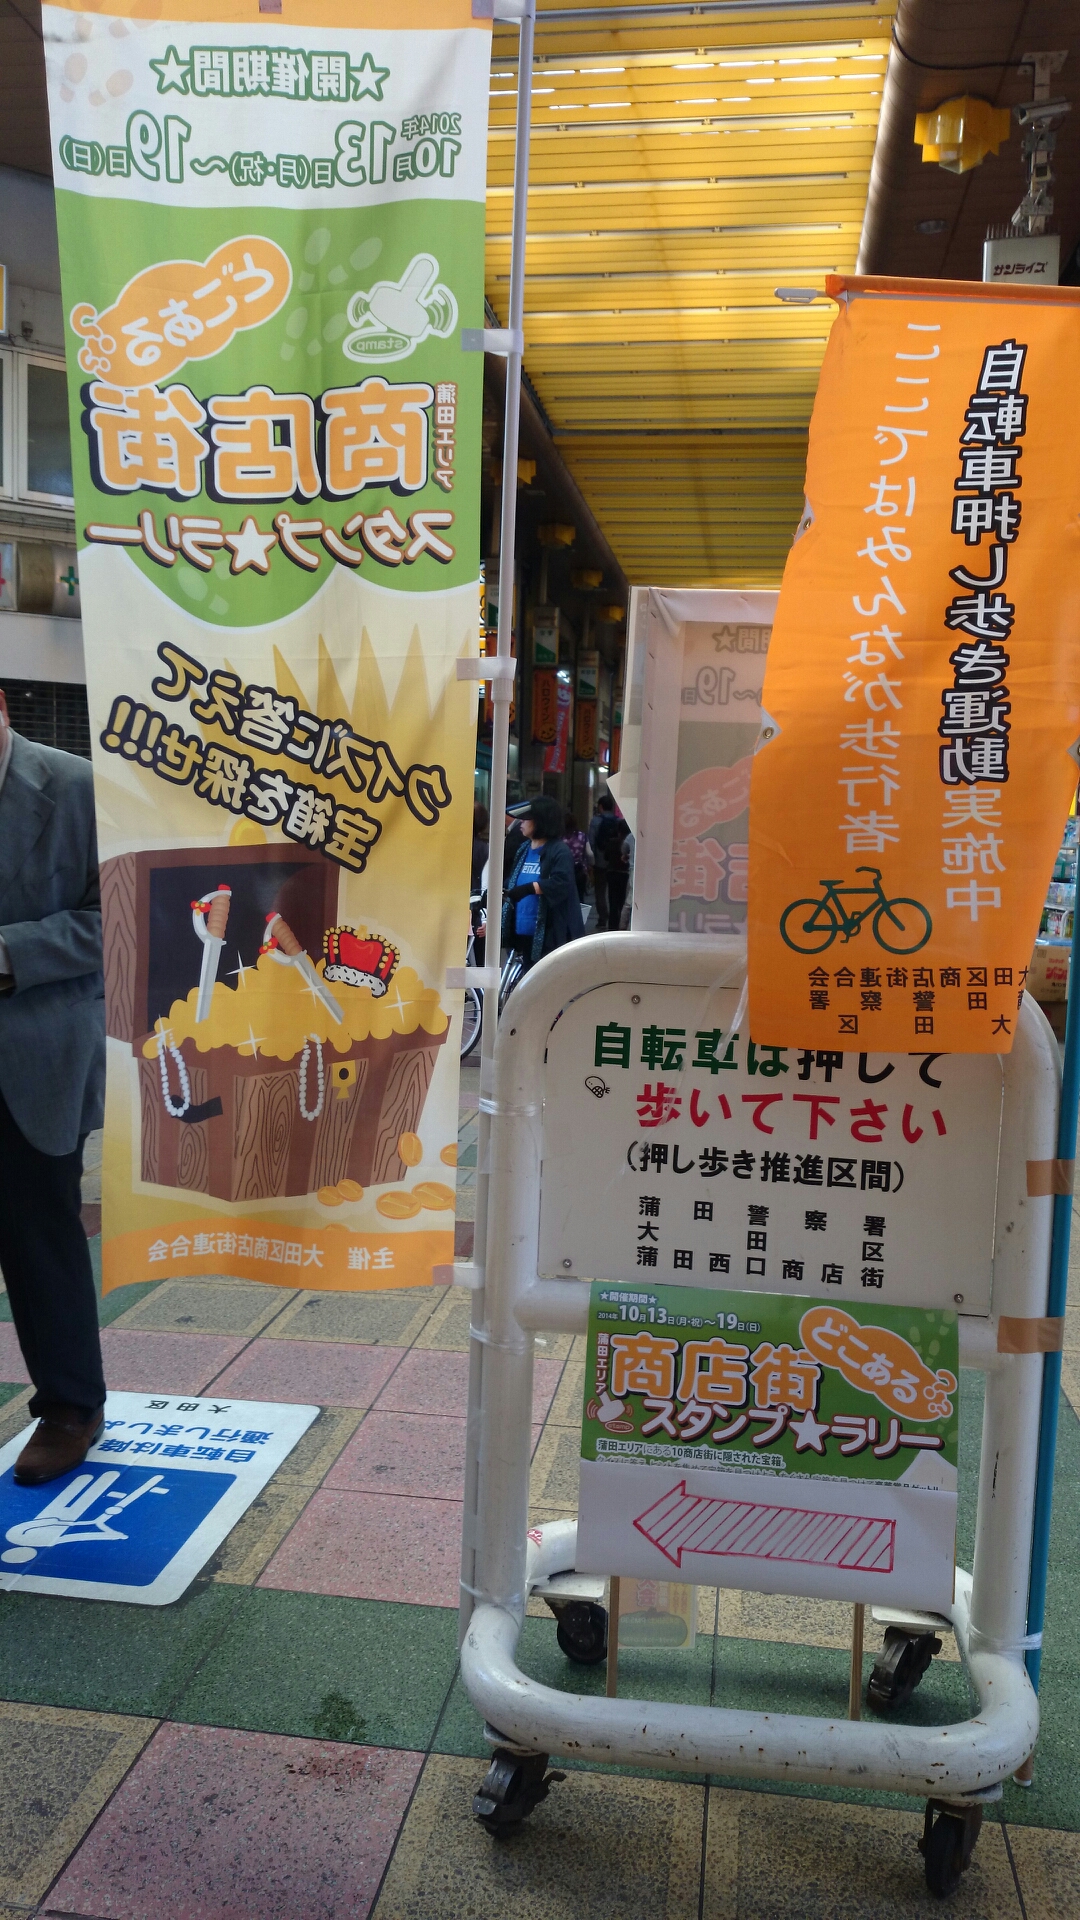 ★開催期間★
2014年
10月13日(月・祝)〜19日(日)
どこある
stamp
蒲田エリア
商店街
スタンプ★ラリー
クイズに答えて
宝箱を探せ!!!
主催 大田区商店街連合会
サンライズ
自転車押し歩き運動実施中
ここではみんなが歩行者
大田区商店街連合会
蒲田警察署
大田区
自転車は押して
歩いて下さい
(押し歩き推進区間)
蒲田警察署
大田区
蒲田西口商店街
★開催期間★
2014年10月13日(月・祝)〜19日(日)
どこある
蒲田エリア
商店街
スタンプ★ラリー
蒲田エリアにある10商店街に隠された宝箱。
大田区
自転車は降
通行しまし